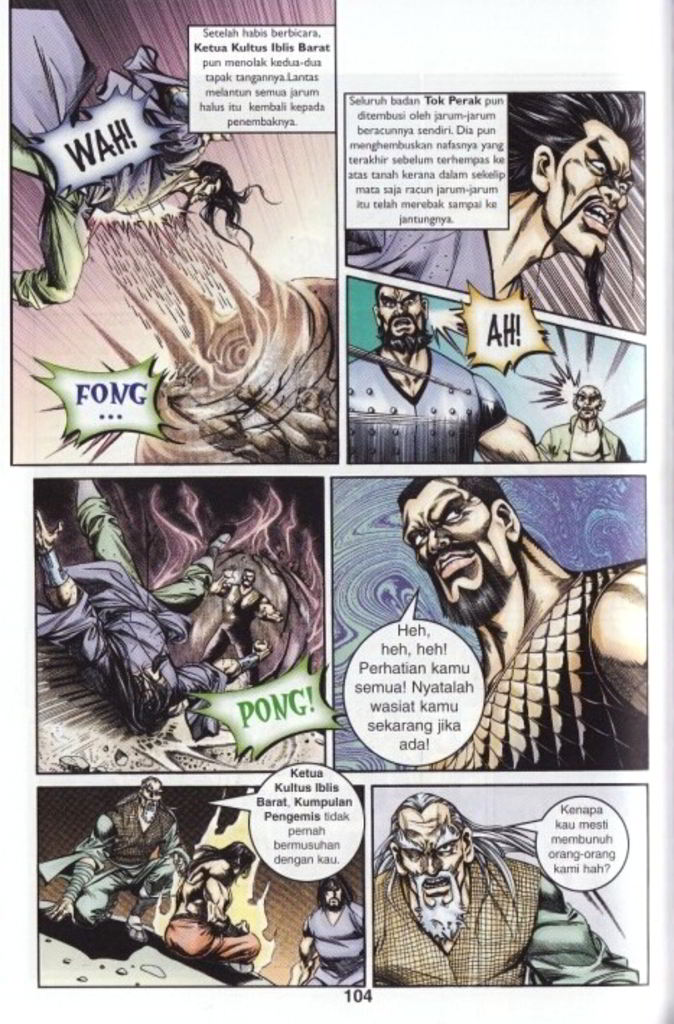 Setelah habis berbicara,
Ketua Kultus Iblis Barat
pun menolak kedua-dua
tapak tangannya.Lantas
melantun semua jarum
halus itu kembali kepada
penembaknya.
WAH!
FONG
...
Seluruh badan Tok Perak pun
ditembusi oleh jarum-jarum
beracunnya sendiri. Dia pun
menghembuskan nafasnya yang
terakhir sebelum terhempas ke
atas tanah kerana dalam sekelip
mata saja racun jarum-jarum
itu telah merebak sampai ke
jantungnya.
AH!
PONG!
Heh,
heh, heh!
Perhatian kamu
semua! Nyatalah
wasiat kamu
sekarang jika
ada!
Ketua
Kultus Iblis
Barat, Kumpulan
Pengemis tidak
pernah
bermusuhan
dengan kau.
Kenapa
kau mesti
membunuh
orang-orang
kami hah?
104